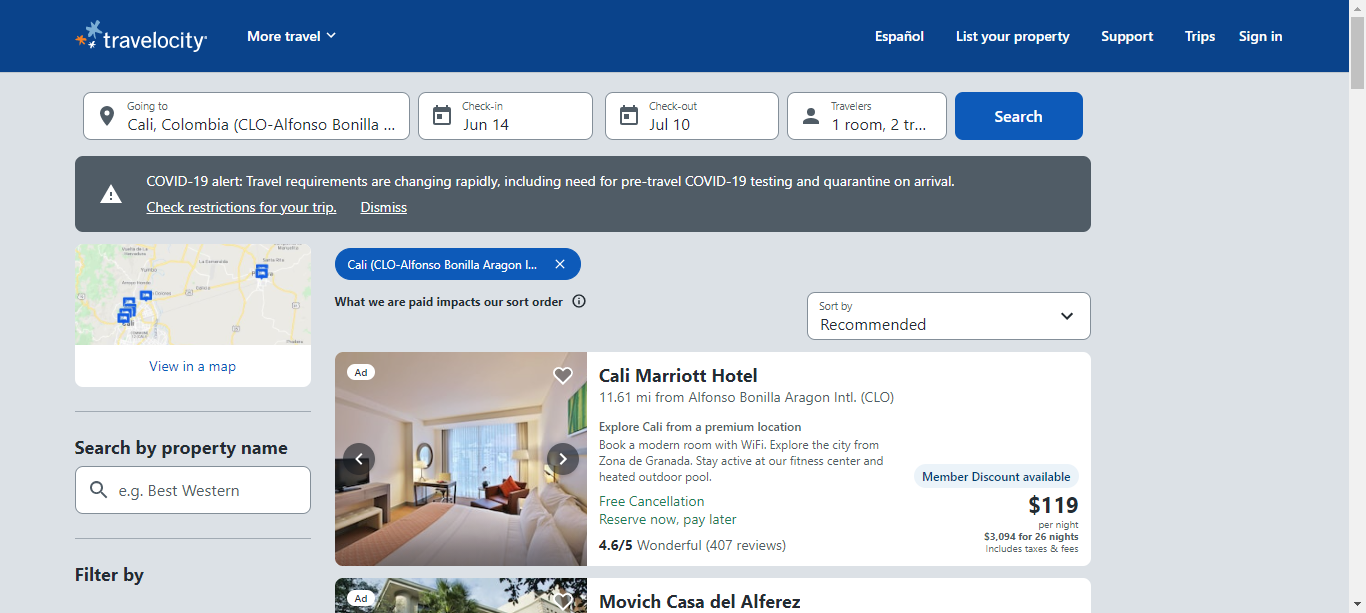 travelocity
More travel
Español
List your property
Support
Trips
Sign in
Going to
Cali, Colombia (CLO-Alfonso Bonilla ...
Check-in
Jun 14
Check-out
Jul 10
Travelers
1 room, 2 tr...
Search
COVID-19 alert: Travel requirements are changing rapidly, including need for pre-travel COVID-19 testing and quarantine on arrival.
Check restrictions for your trip.
Dismiss
Cali
View in a map
Search by property name
e.g. Best Western
Filter by
Cali (CLO-Alfonso Bonilla Aragon I...
What we are paid impacts our sort order
Sort by
Recommended
Ad
Cali Marriott Hotel
11.61 mi from Alfonso Bonilla Aragon Intl. (CLO)
Explore Cali from a premium location
Book a modern room with WiFi. Explore the city from
Zona de Granada. Stay active at our fitness center and
heated outdoor pool.
Free Cancellation
Reserve now, pay later
4.6/5 Wonderful (407 reviews)
Member Discount available
$119
per night
$3,094 for 26 nights
Includes taxes & fees
Ad
Movich Casa del Alferez